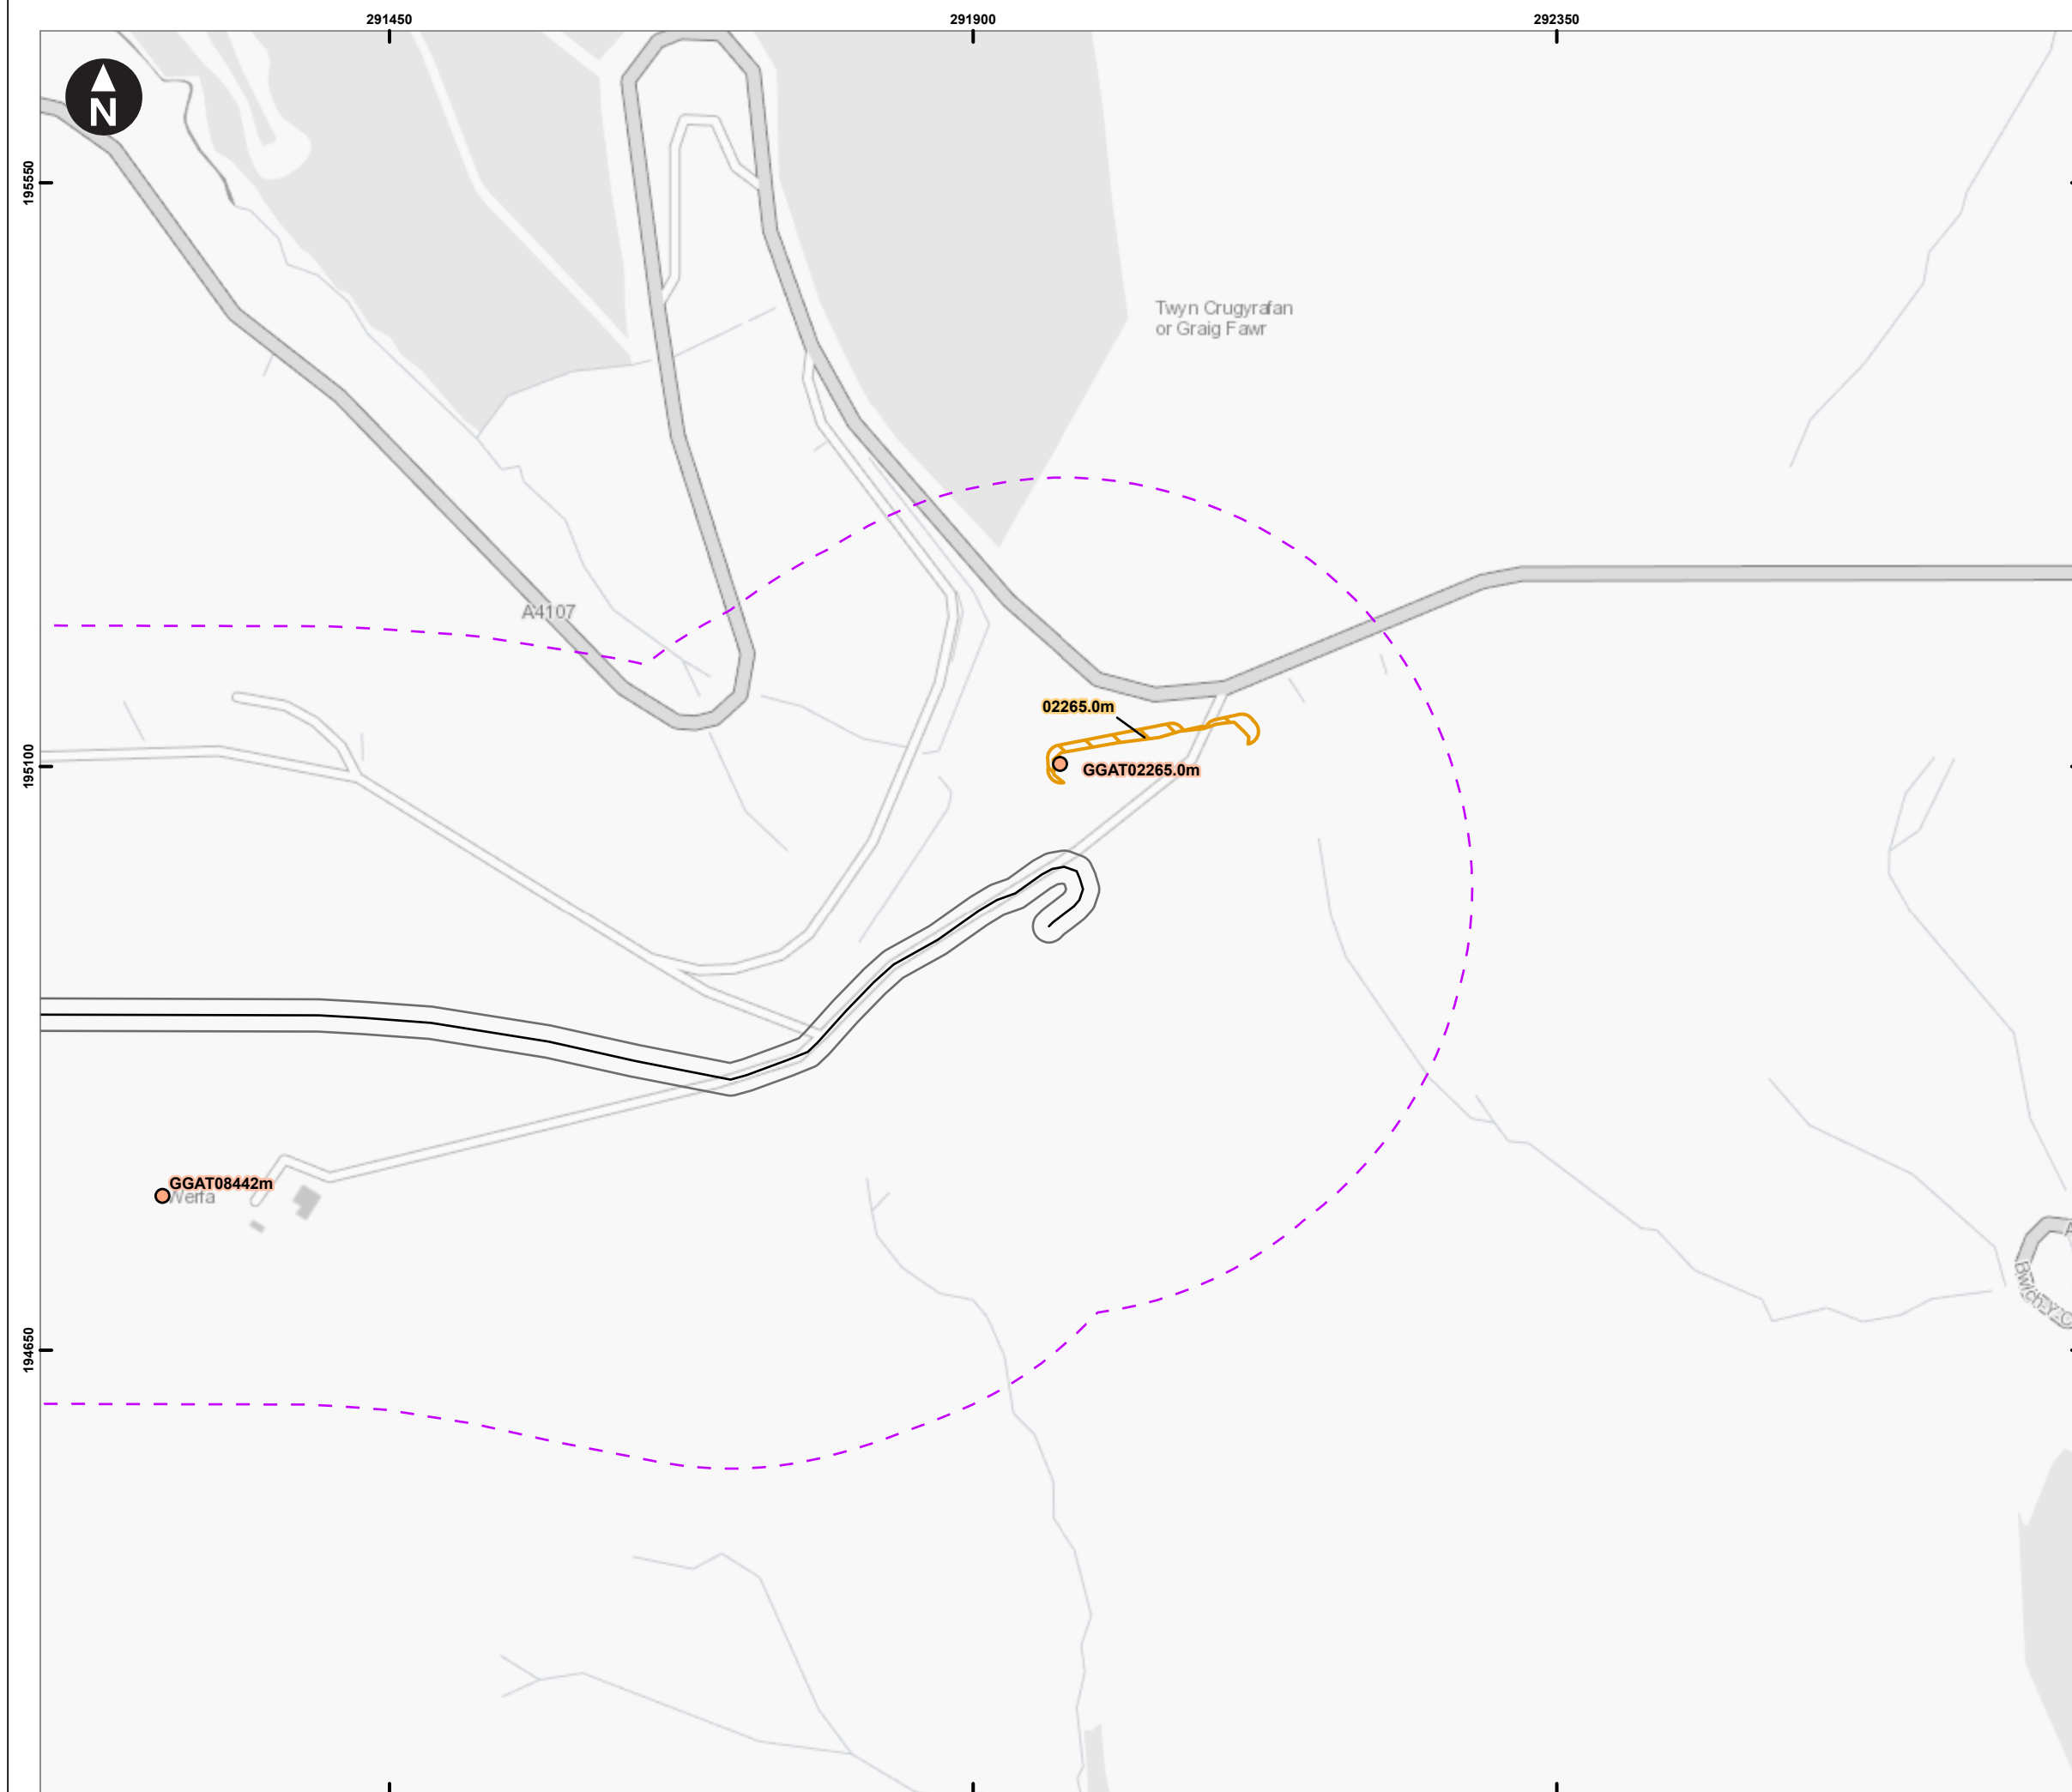 291450
291900
292350
N
195550
Twyn Crugyrafan
or Graig Fawr
A4107
02265.0m
195100
GGAT02265.0m
GGAT08442m
Werfa
194650